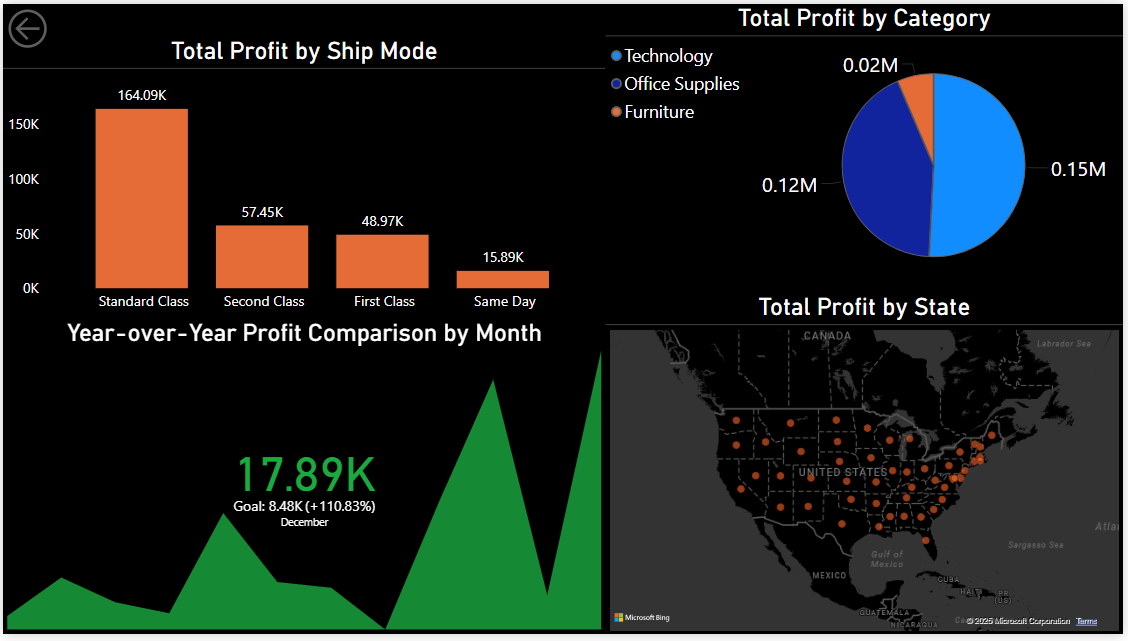 Total Profit by Ship Mode
164.09K
150K
100K
57.45K
48.97K
50K
15.89K
0K
Standard Class
Second Class
First Class
Same Day
Total Profit by Category
Technology
Office Supplies
Furniture
0.02M
0.12M
0.15M
Year-over-Year Profit Comparison by Month
17.89K
Goal: 8.48K (+110.83%)
December
Total Profit by State
CANADA
Labrador Sea
UNITED STATES
Atla
Sargasso Sea
Gulf of
Mexico
MEXICO
CUBA
HAITI
PR
(US)
GUATEMALA
NICARAGUA
Microsoft Bing
© 2025 Microsoft Corporation
Terms